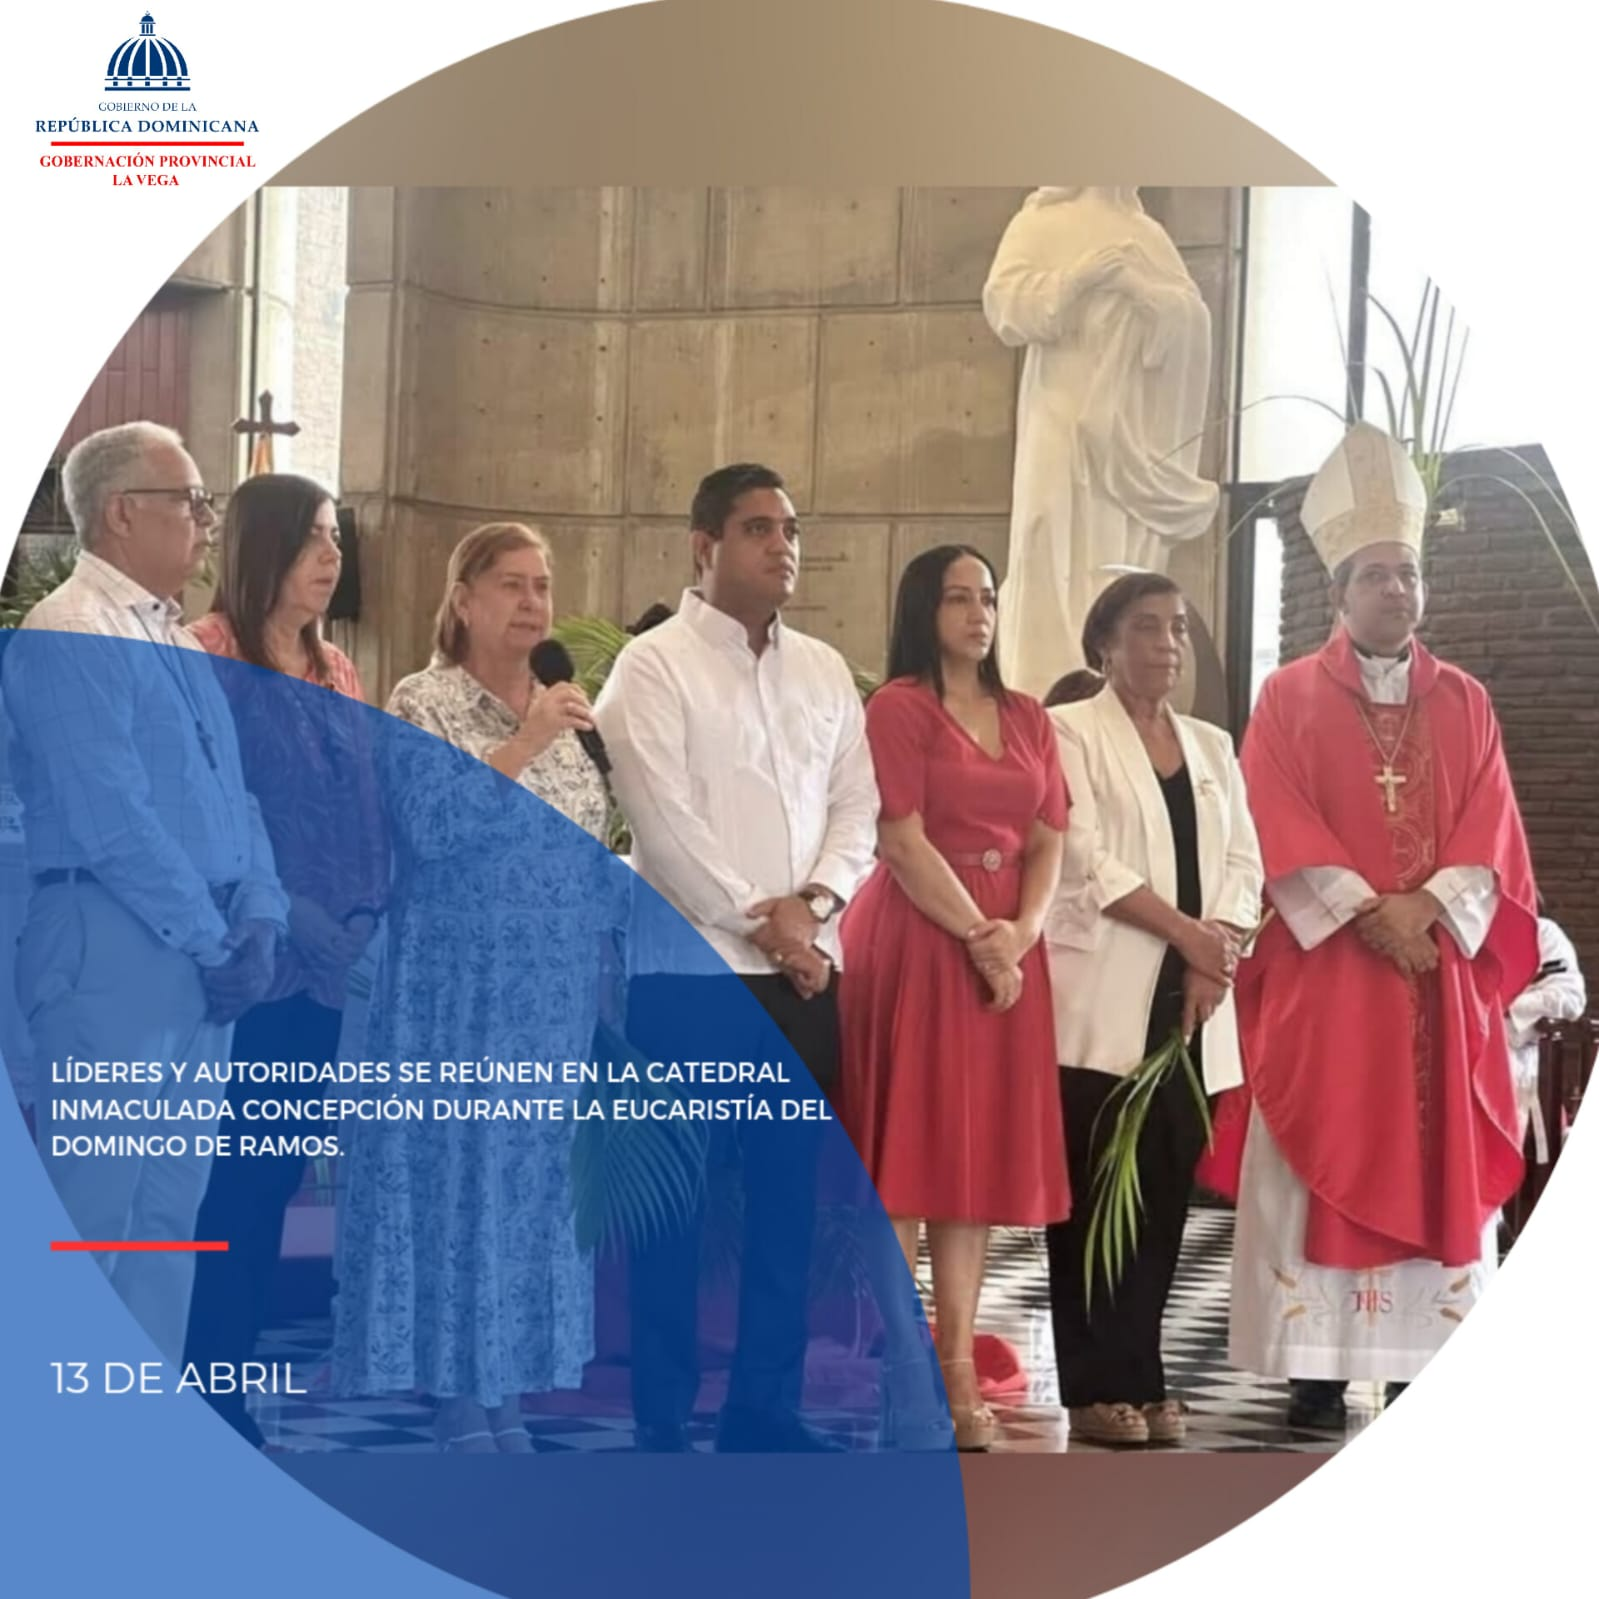 GOBIERNO DE LA
REPÚBLICA DOMINICANA
GOBERNACIÓN PROVINCIAL
LA VEGA
LÍDERES Y AUTORIDADES SE REÚNEN EN LA CATEDRAL
INMACULADA CONCEPCIÓN DURANTE LA EUCARISTÍA DEL
DOMINGO DE RAMOS.
13 DE ABRIL
IHS